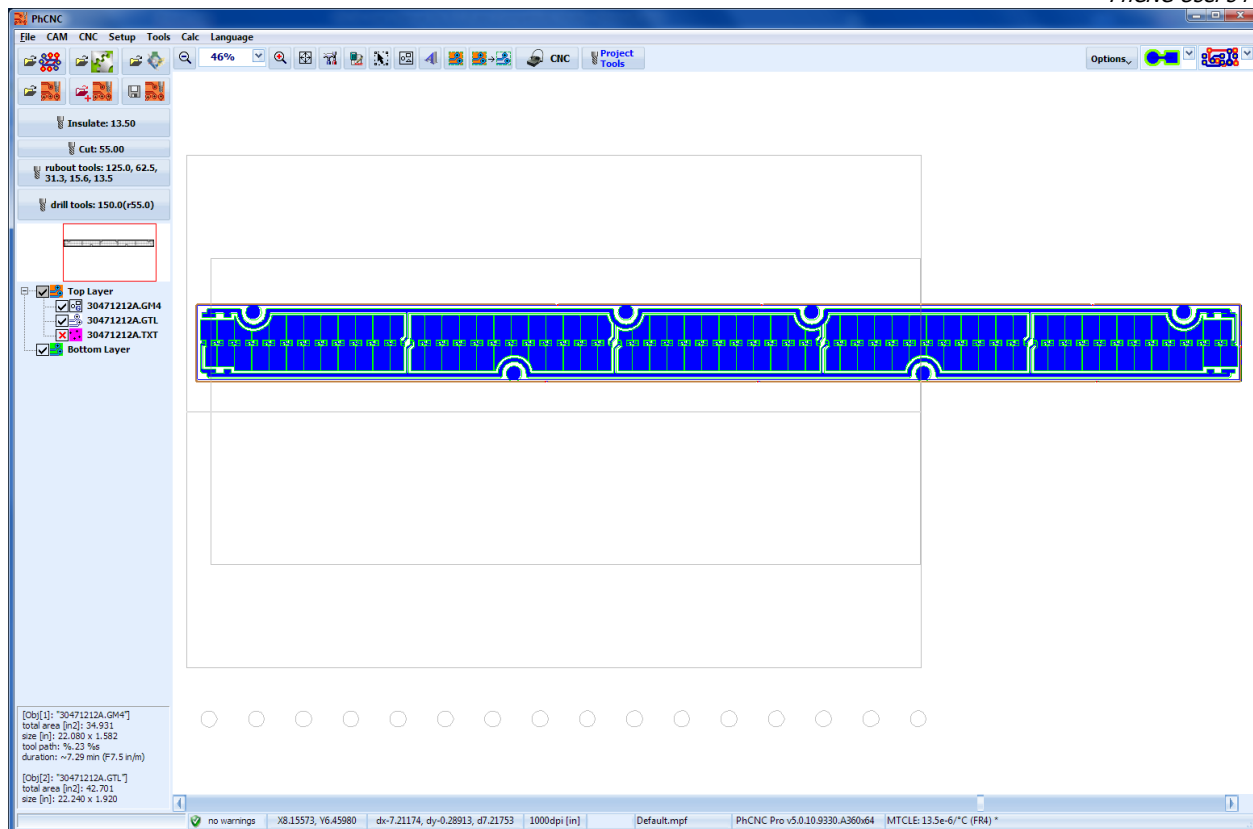 PhCNC
File CAM CNC Setup Tools Calc Language
46%
CNC
Project
Tools
Options
Insulate: 13.50
Cut: 55.00
rubout tools: 125.0, 62.5,
31.3, 15.6, 13.5
drill tools: 150.0(r55.0)
Top Layer
30471212A.GM4
30471212A.GTL
30471212A.TXT
Bottom Layer
[Obj[1]: "30471212A.GM4"]
total area [in2]: 34.931
size [in]: 22.080 x 1.582
tool path: %.23 %s
duration: ~7.29 min (F7.5 in/m)
[Obj[2]: "30471212A.GTL"]
total area [in2]: 42.701
size [in]: 22.240 x 1.920
no warnings X8.15573, Y6.45980 dx-7.21174, dy-0.28913, d7.21753 1000dpi [in] Default.mpf PhCNC Pro v5.0.10.9330.A360x64 MTCLE: 13.5e-6/°C (FR4) *